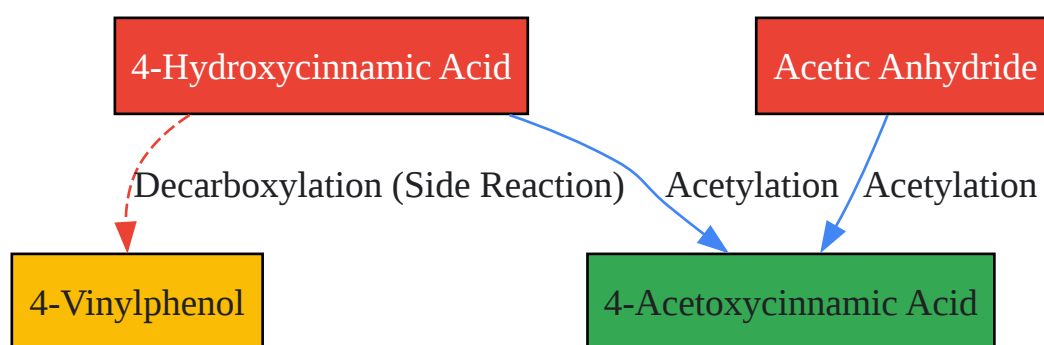 4-Hydroxycinnamic Acid
Acetic Anhydride
Decarboxylation (Side Reaction)
Acetylation
Acetylation
4-Vinylphenol
4-Acetoxycinnamic Acid